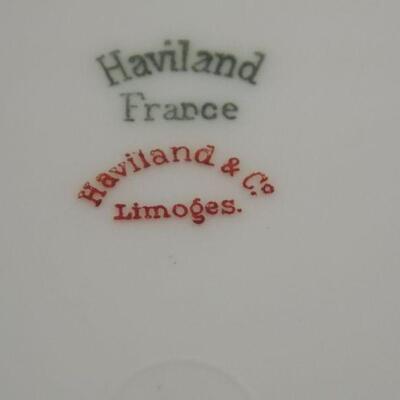 Haviland
France
Haviland & Co
Limoges.